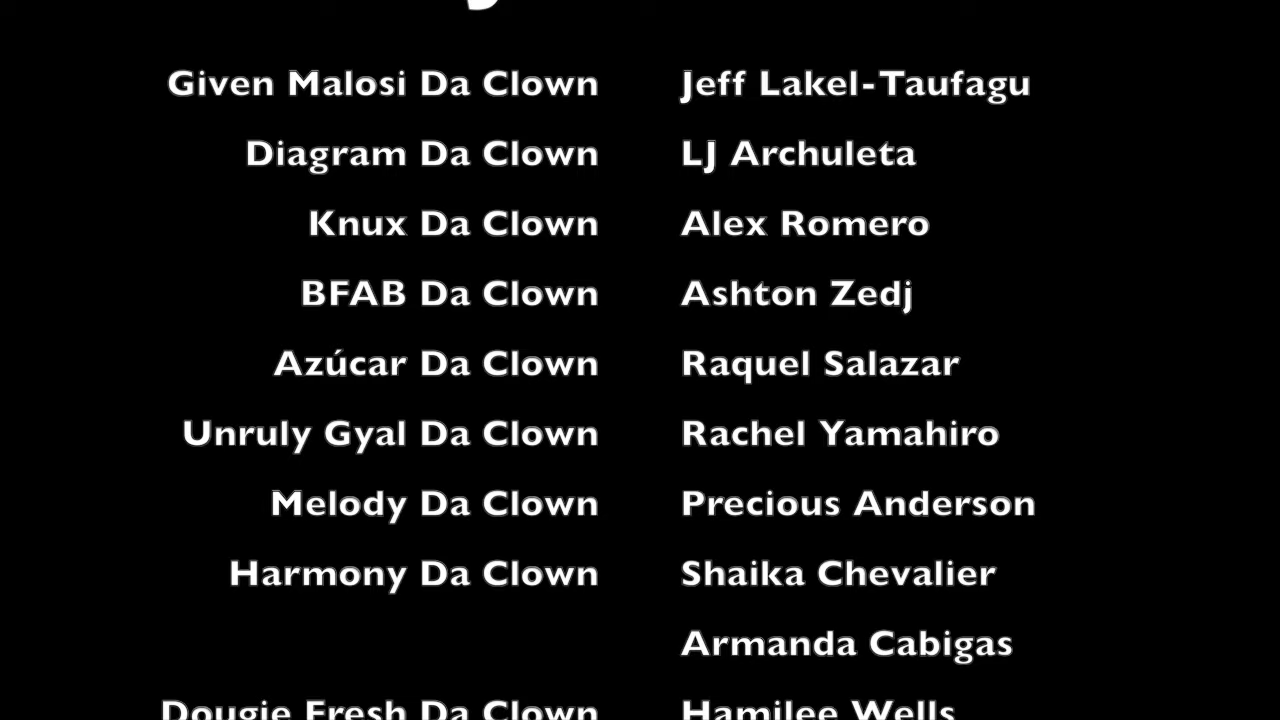 Given Malosi Da Clown Jeff Lakel-Taufagu
Diagram Da Clown LJ Archuleta
Knux Da Clown Alex Romero
BFAB Da Clown Ashton Zedj
Azúcar Da Clown Raquel Salazar
Unruly Gyal Da Clown Rachel Yamahiro
Melody Da Clown Precious Anderson
Harmony Da Clown Shaika Chevalier
Armanda Cabigas
Dougie Fresh Da Clown Hamilee Wells